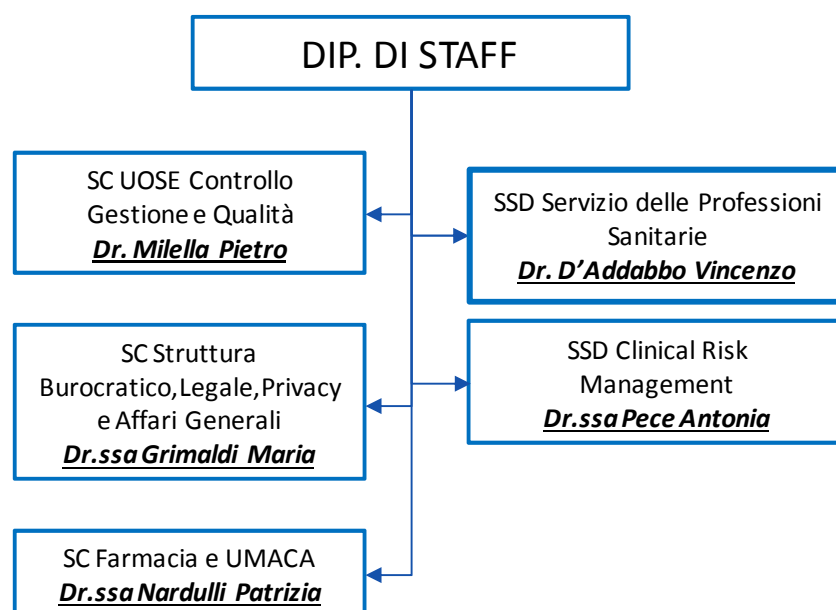 DIP. DI STAFF
SC UOSE Controllo
Gestione e Qualità
Dr. Milella Pietro
SSD Servizio delle Professioni
Sanitarie
Dr. D’Addabbo Vincenzo
SC Struttura
Burocratico,Legale,Privacy
e Affari Generali
Dr.ssa Grimaldi Maria
SSD Clinical Risk
Management
Dr.ssa Pece Antonia
SC Farmacia e UMACA
Dr.ssa Nardulli Patrizia